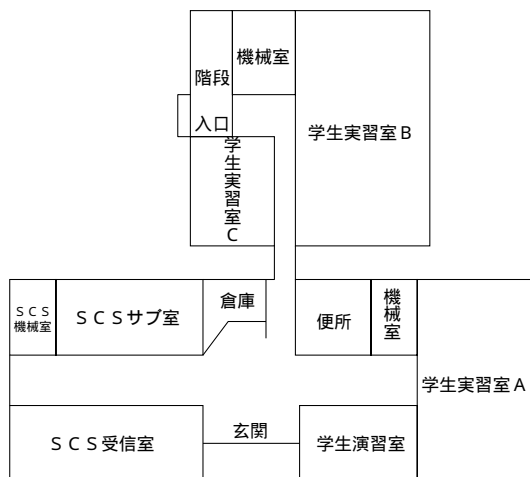 機械室
階段
入口
学生実習室B
学生実習室C
SCS
機械室
SCSサブ室
倉庫
便所
機械室
学生実習室A
SCS受信室
玄関
学生演習室